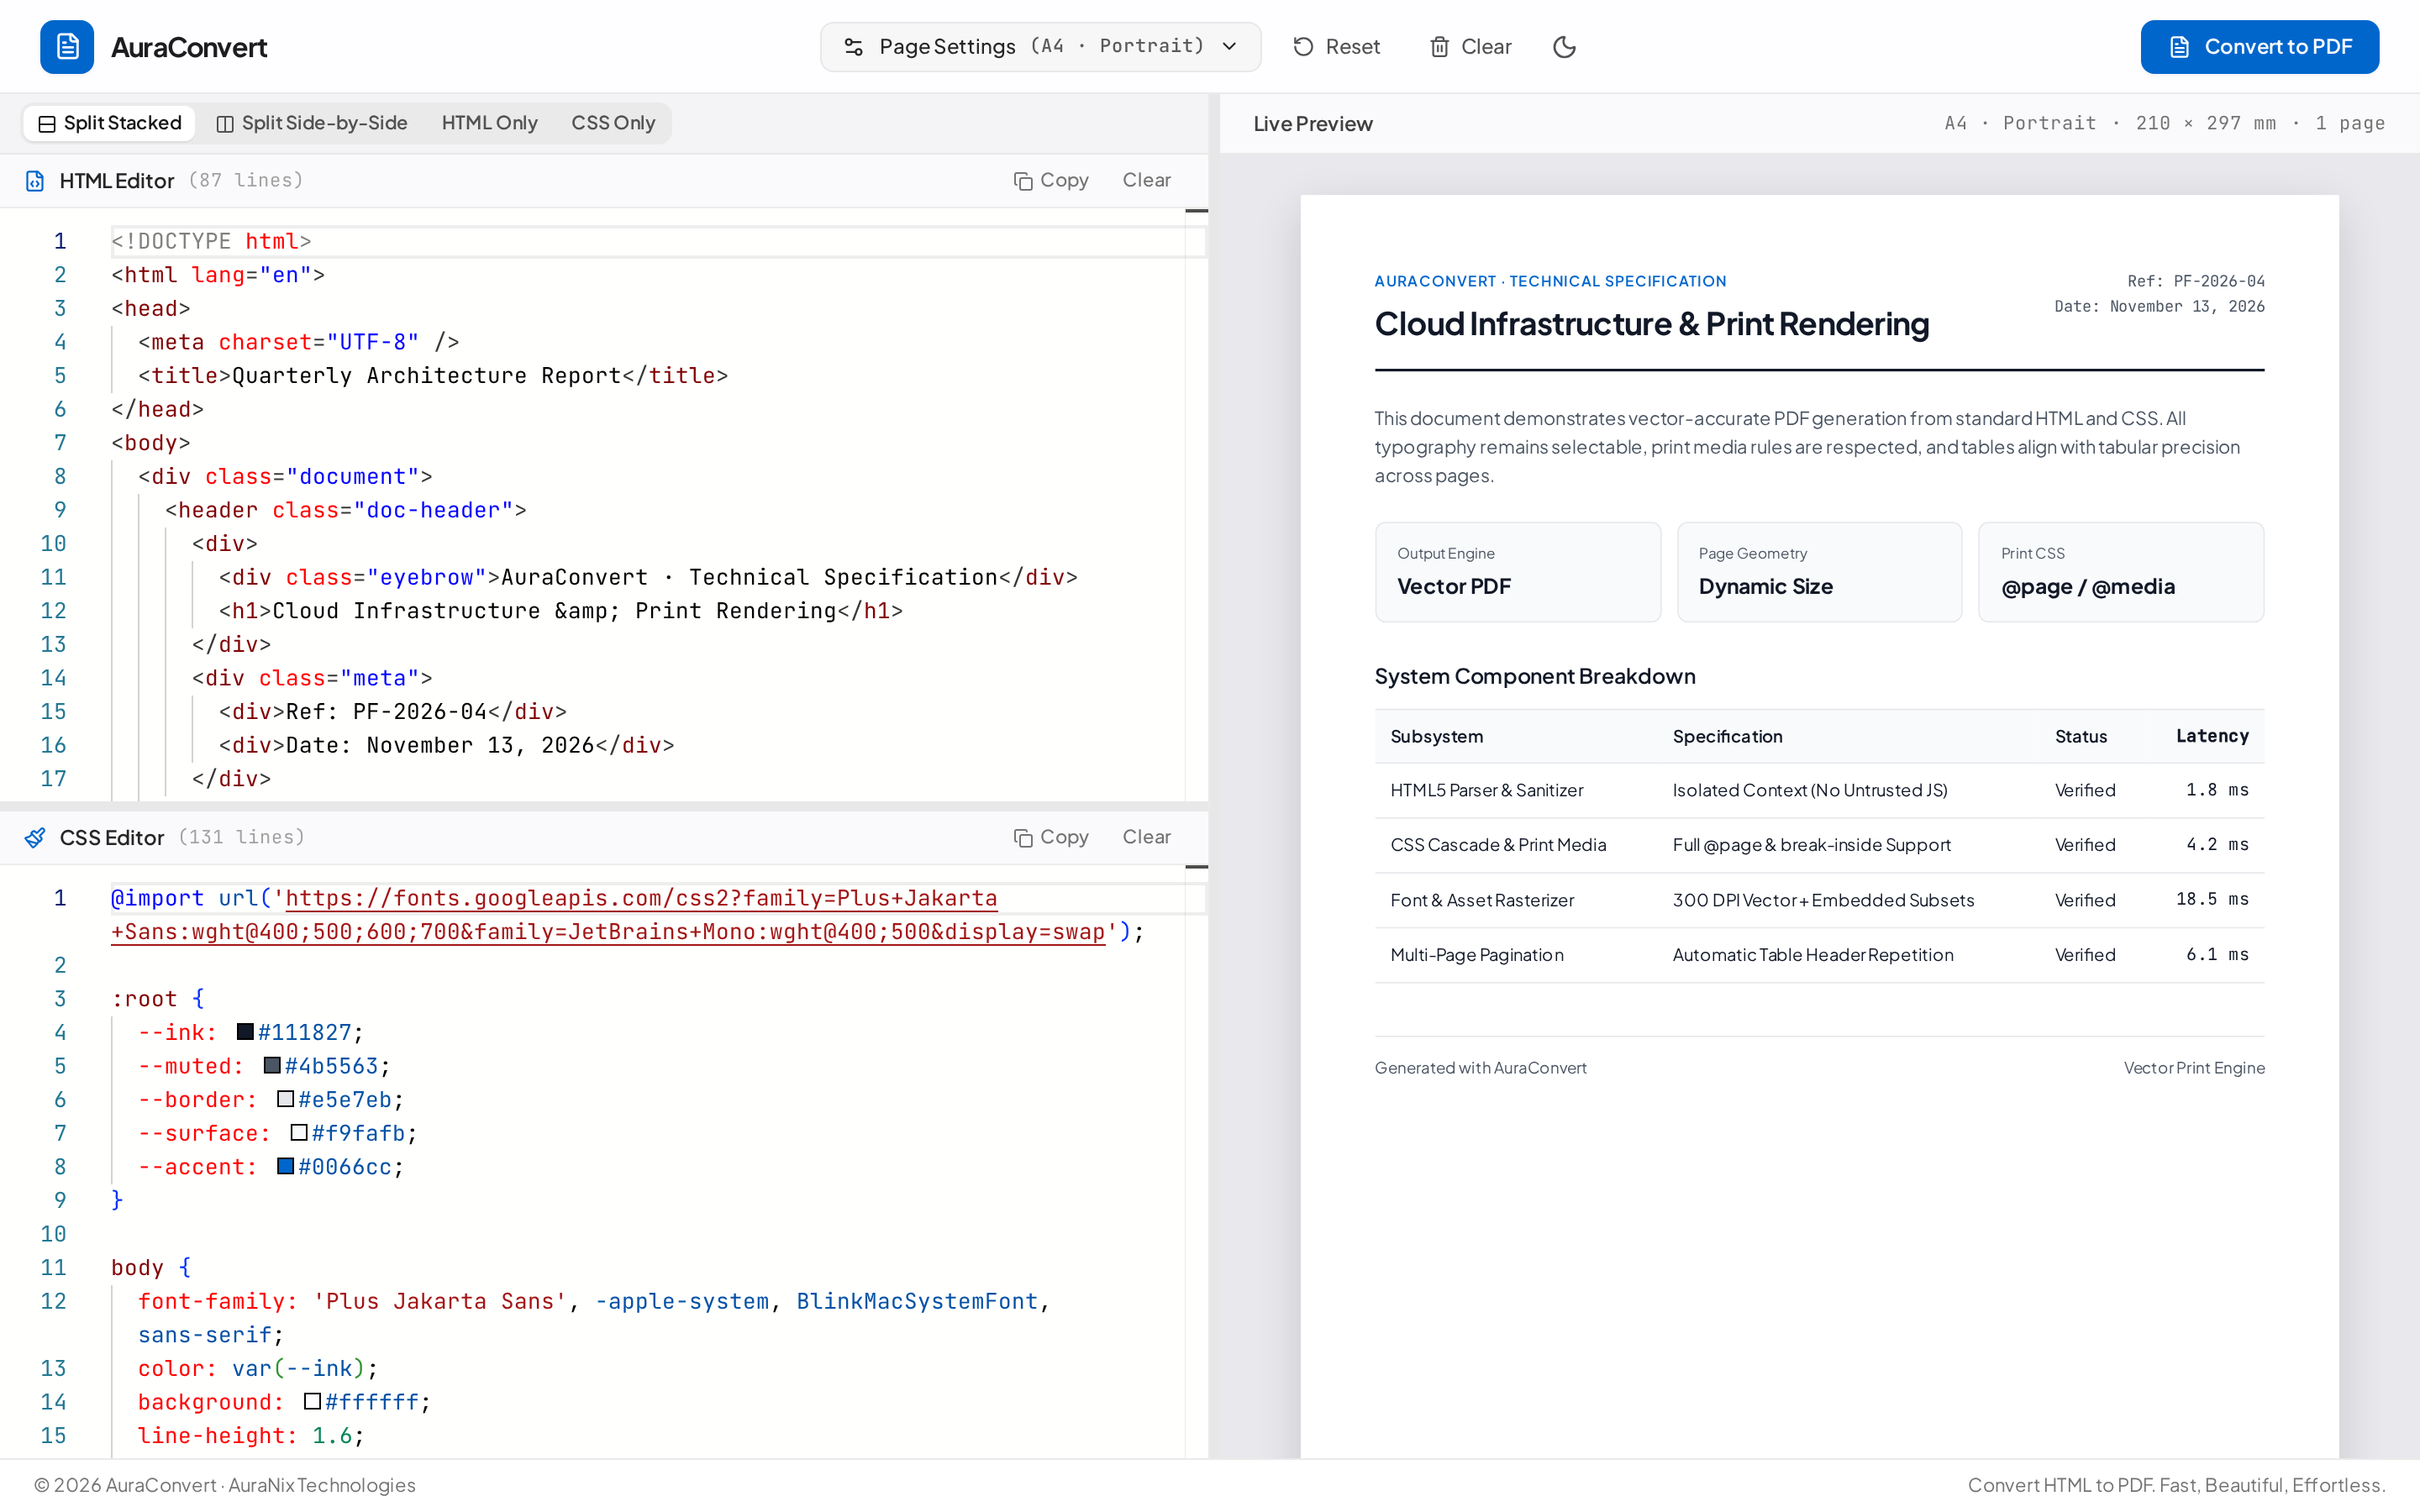 AuraConvert
Page Settings (A4 · Portrait)
Reset
Clear
Convert to PDF
Split Stacked
Split Side-by-Side
HTML Only
CSS Only
HTML Editor (87 lines)
Copy
Clear
1 <!DOCTYPE html>
2 <html lang="en">
3 <head>
4 <meta charset="UTF-8" />
5 <title>Quarterly Architecture Report</title>
6 </head>
7 <body>
8 <div class="document">
9 <header class="doc-header">
10 <div>
11 <div class="eyebrow">AuraConvert · Technical Specification</div>
12 <h1>Cloud Infrastructure &amp; Print Rendering</h1>
13 </div>
14 <div class="meta">
15 <div>Ref: PF-2026-04</div>
16 <div>Date: November 13, 2026</div>
17 </div>
CSS Editor (131 lines)
Copy
Clear
1 @import url('https://fonts.googleapis.com/css2?family=Plus+Jakarta
+Sans:wght@400;500;600;700&family=JetBrains+Mono:wght@400;500&display=swap');
2
3 :root {
4 --ink: #111827;
5 --muted: #4b5563;
6 --border: #e5e7eb;
7 --surface: #f9fafb;
8 --accent: #0066cc;
9 }
10
11 body {
12 font-family: 'Plus Jakarta Sans', -apple-system, BlinkMacSystemFont,
sans-serif;
13 color: var(--ink);
14 background: #ffffff;
15 line-height: 1.6;
Live Preview
A4 · Portrait · 210 × 297 mm · 1 page
AURACONVERT · TECHNICAL SPECIFICATION
Cloud Infrastructure & Print Rendering
Ref: PF-2026-04
Date: November 13, 2026
This document demonstrates vector-accurate PDF generation from standard HTML and CSS. All
typography remains selectable, print media rules are respected, and tables align with tabular precision
across pages.
Output Engine
Vector PDF
Page Geometry
Dynamic Size
Print CSS
@page / @media
System Component Breakdown
Subsystem Specification Status Latency
HTML5 Parser & Sanitizer Isolated Context (No Untrusted JS) Verified 1.8 ms
CSS Cascade & Print Media Full @page & break-inside Support Verified 4.2 ms
Font & Asset Rasterizer 300 DPI Vector + Embedded Subsets Verified 18.5 ms
Multi-Page Pagination Automatic Table Header Repetition Verified 6.1 ms
Generated with AuraConvert
Vector Print Engine
© 2026 AuraConvert · AuraNix Technologies
Convert HTML to PDF. Fast, Beautiful, Effortless.